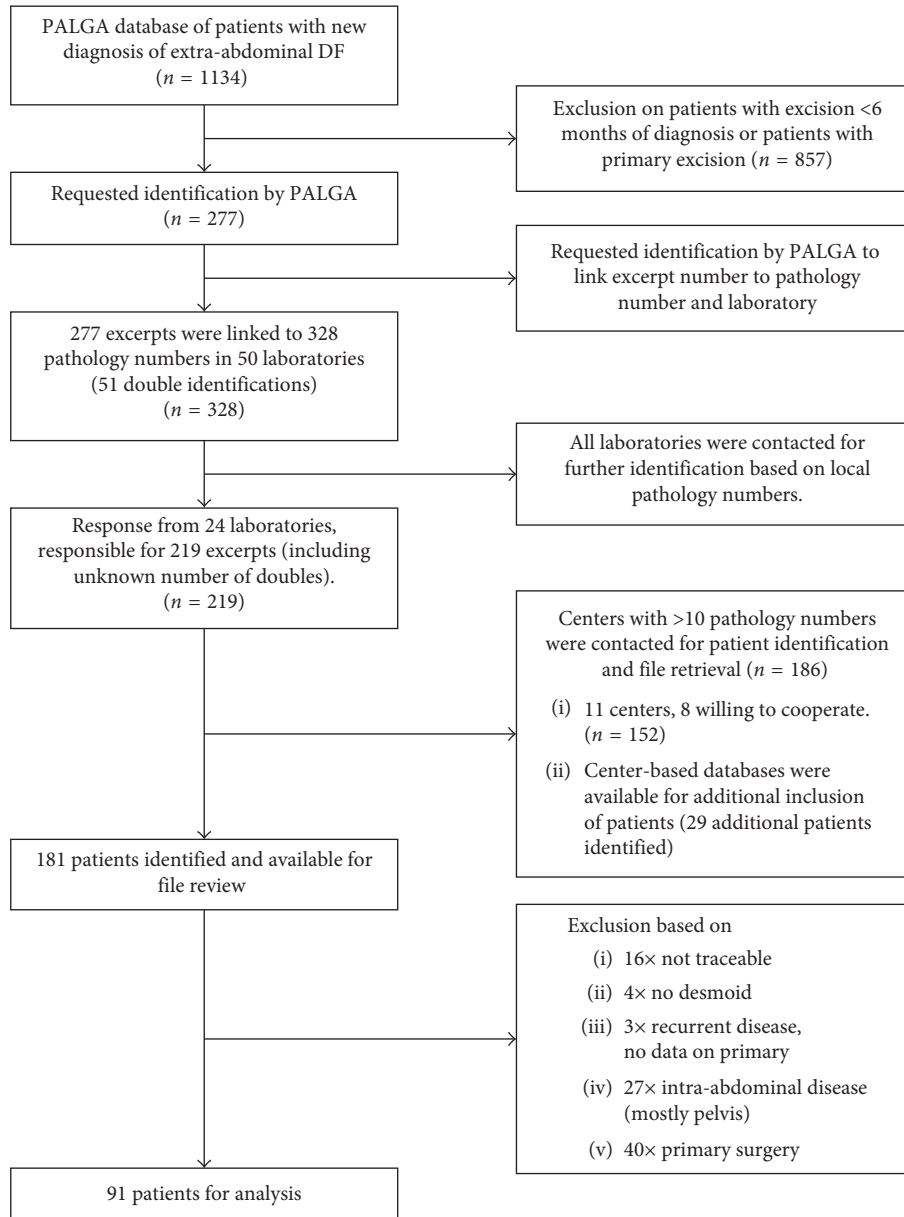 PALGA database of patients with new
diagnosis of extra-abdominal DF
(n = 1134)
Exclusion on patients with excision <6
months of diagnosis or patients with
primary excision (n = 857)
Requested identification by PALGA
(n = 277)
Requested identification by PALGA to
link excerpt number to pathology
number and laboratory
277 excerpts were linked to 328
pathology numbers in 50 laboratories
(51 double identifications)
(n = 328)
All laboratories were contacted for
further identification based on local
pathology numbers.
Response from 24 laboratories,
responsible for 219 excerpts (including
unknown number of doubles).
(n = 219)
Centers with >10 pathology numbers
were contacted for patient identification
and file retrieval (n = 186)
(i) 11 centers, 8 willing to cooperate.
(n = 152)
(ii) Center-based databases were
available for additional inclusion
of patients (29 additional patients
identified)
181 patients identified and available for
file review
Exclusion based on
(i) 16× not traceable
(ii) 4× no desmoid
(iii) 3× recurrent disease,
no data on primary
(iv) 27× intra-abdominal disease
(mostly pelvis)
(v) 40× primary surgery
91 patients for analysis